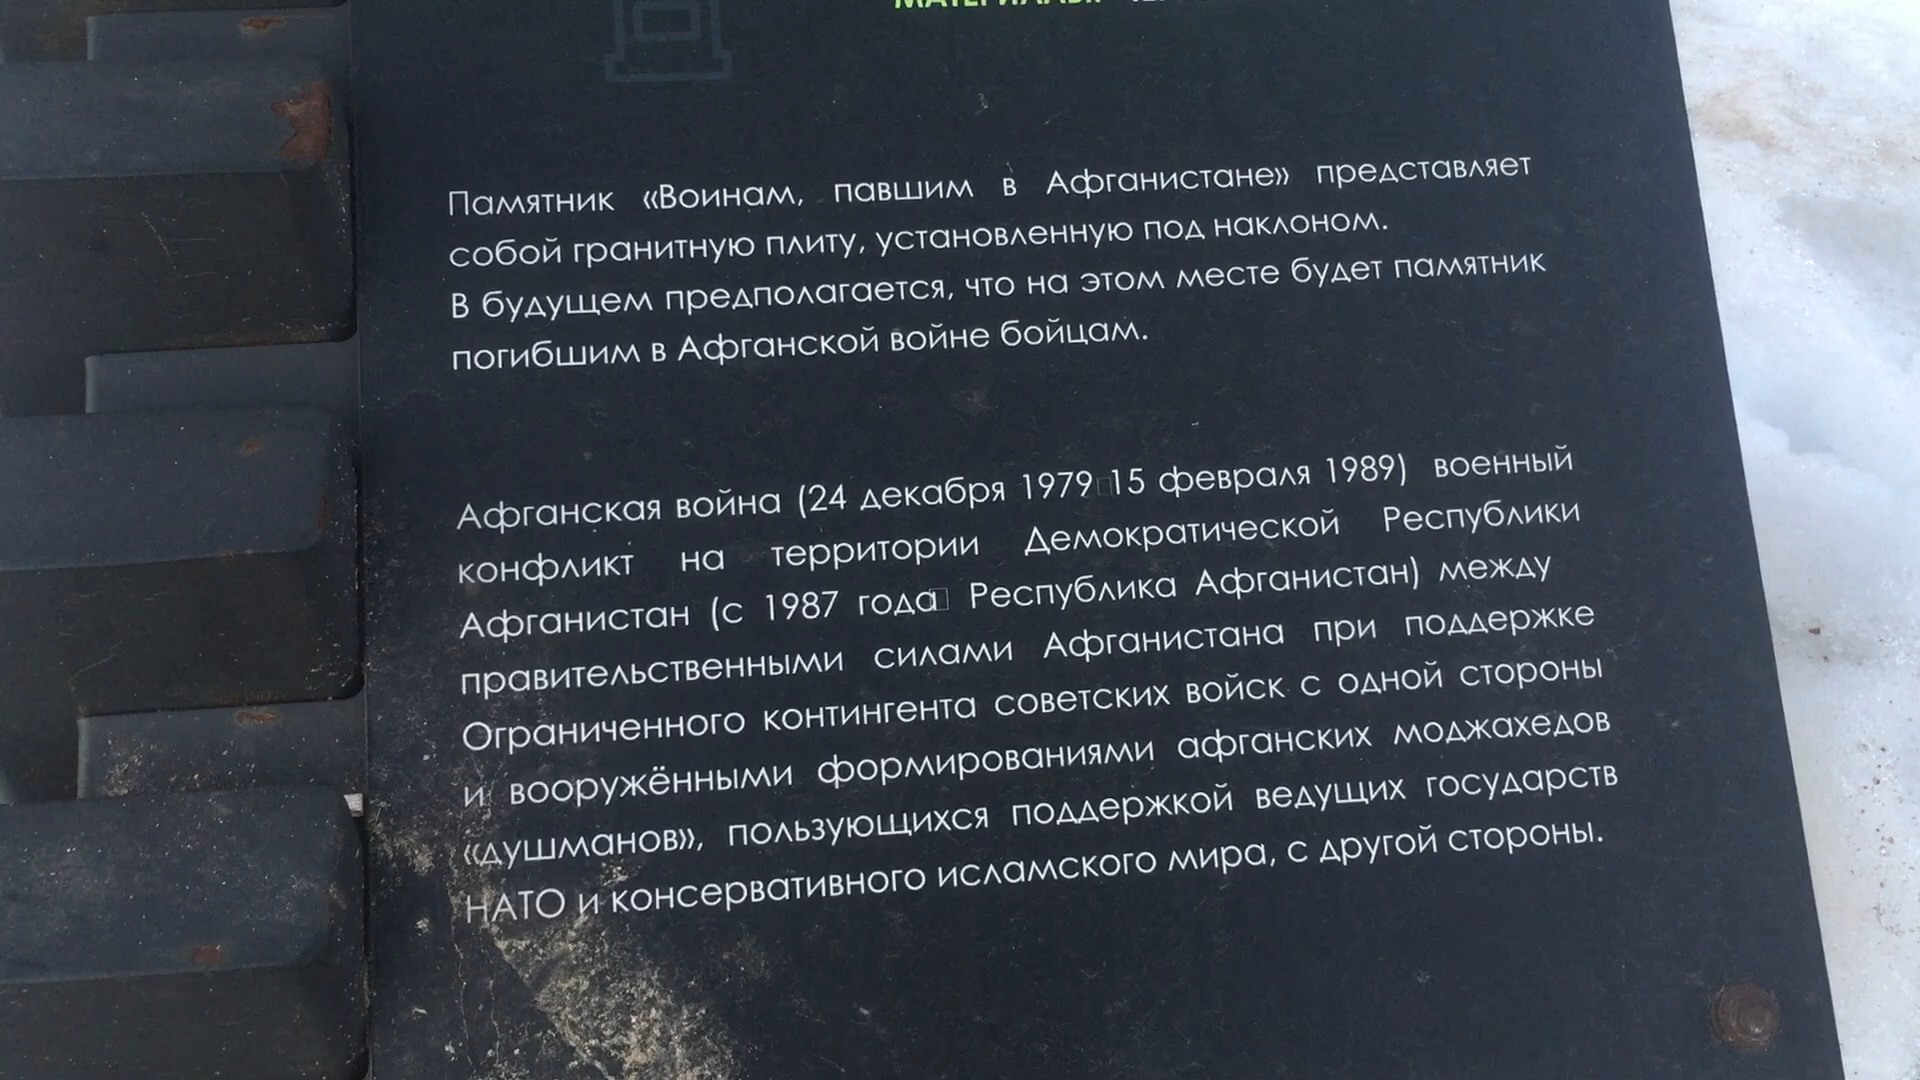 МАТЕРИАЛЫ:
Памятник «Воинам, павшим в Афганистане» представляет
собой гранитную плиту, установленную под наклоном.
В будущем предполагается, что на этом месте будет памятник
погибшим в Афганской войне бойцам.
Афганская война (24 декабря 1979□15 февраля 1989) военный
конфликт на территории Демократической Республики
Афганистан (с 1987 года□ Республика Афганистан) между
правительственными силами Афганистана при поддержке
Ограниченного контингента советских войск с одной стороны
и вооружёнными формированиями афганских моджахедов
«душманов», пользующихся поддержкой ведущих государств
НАТО и консервативного исламского мира, с другой стороны.